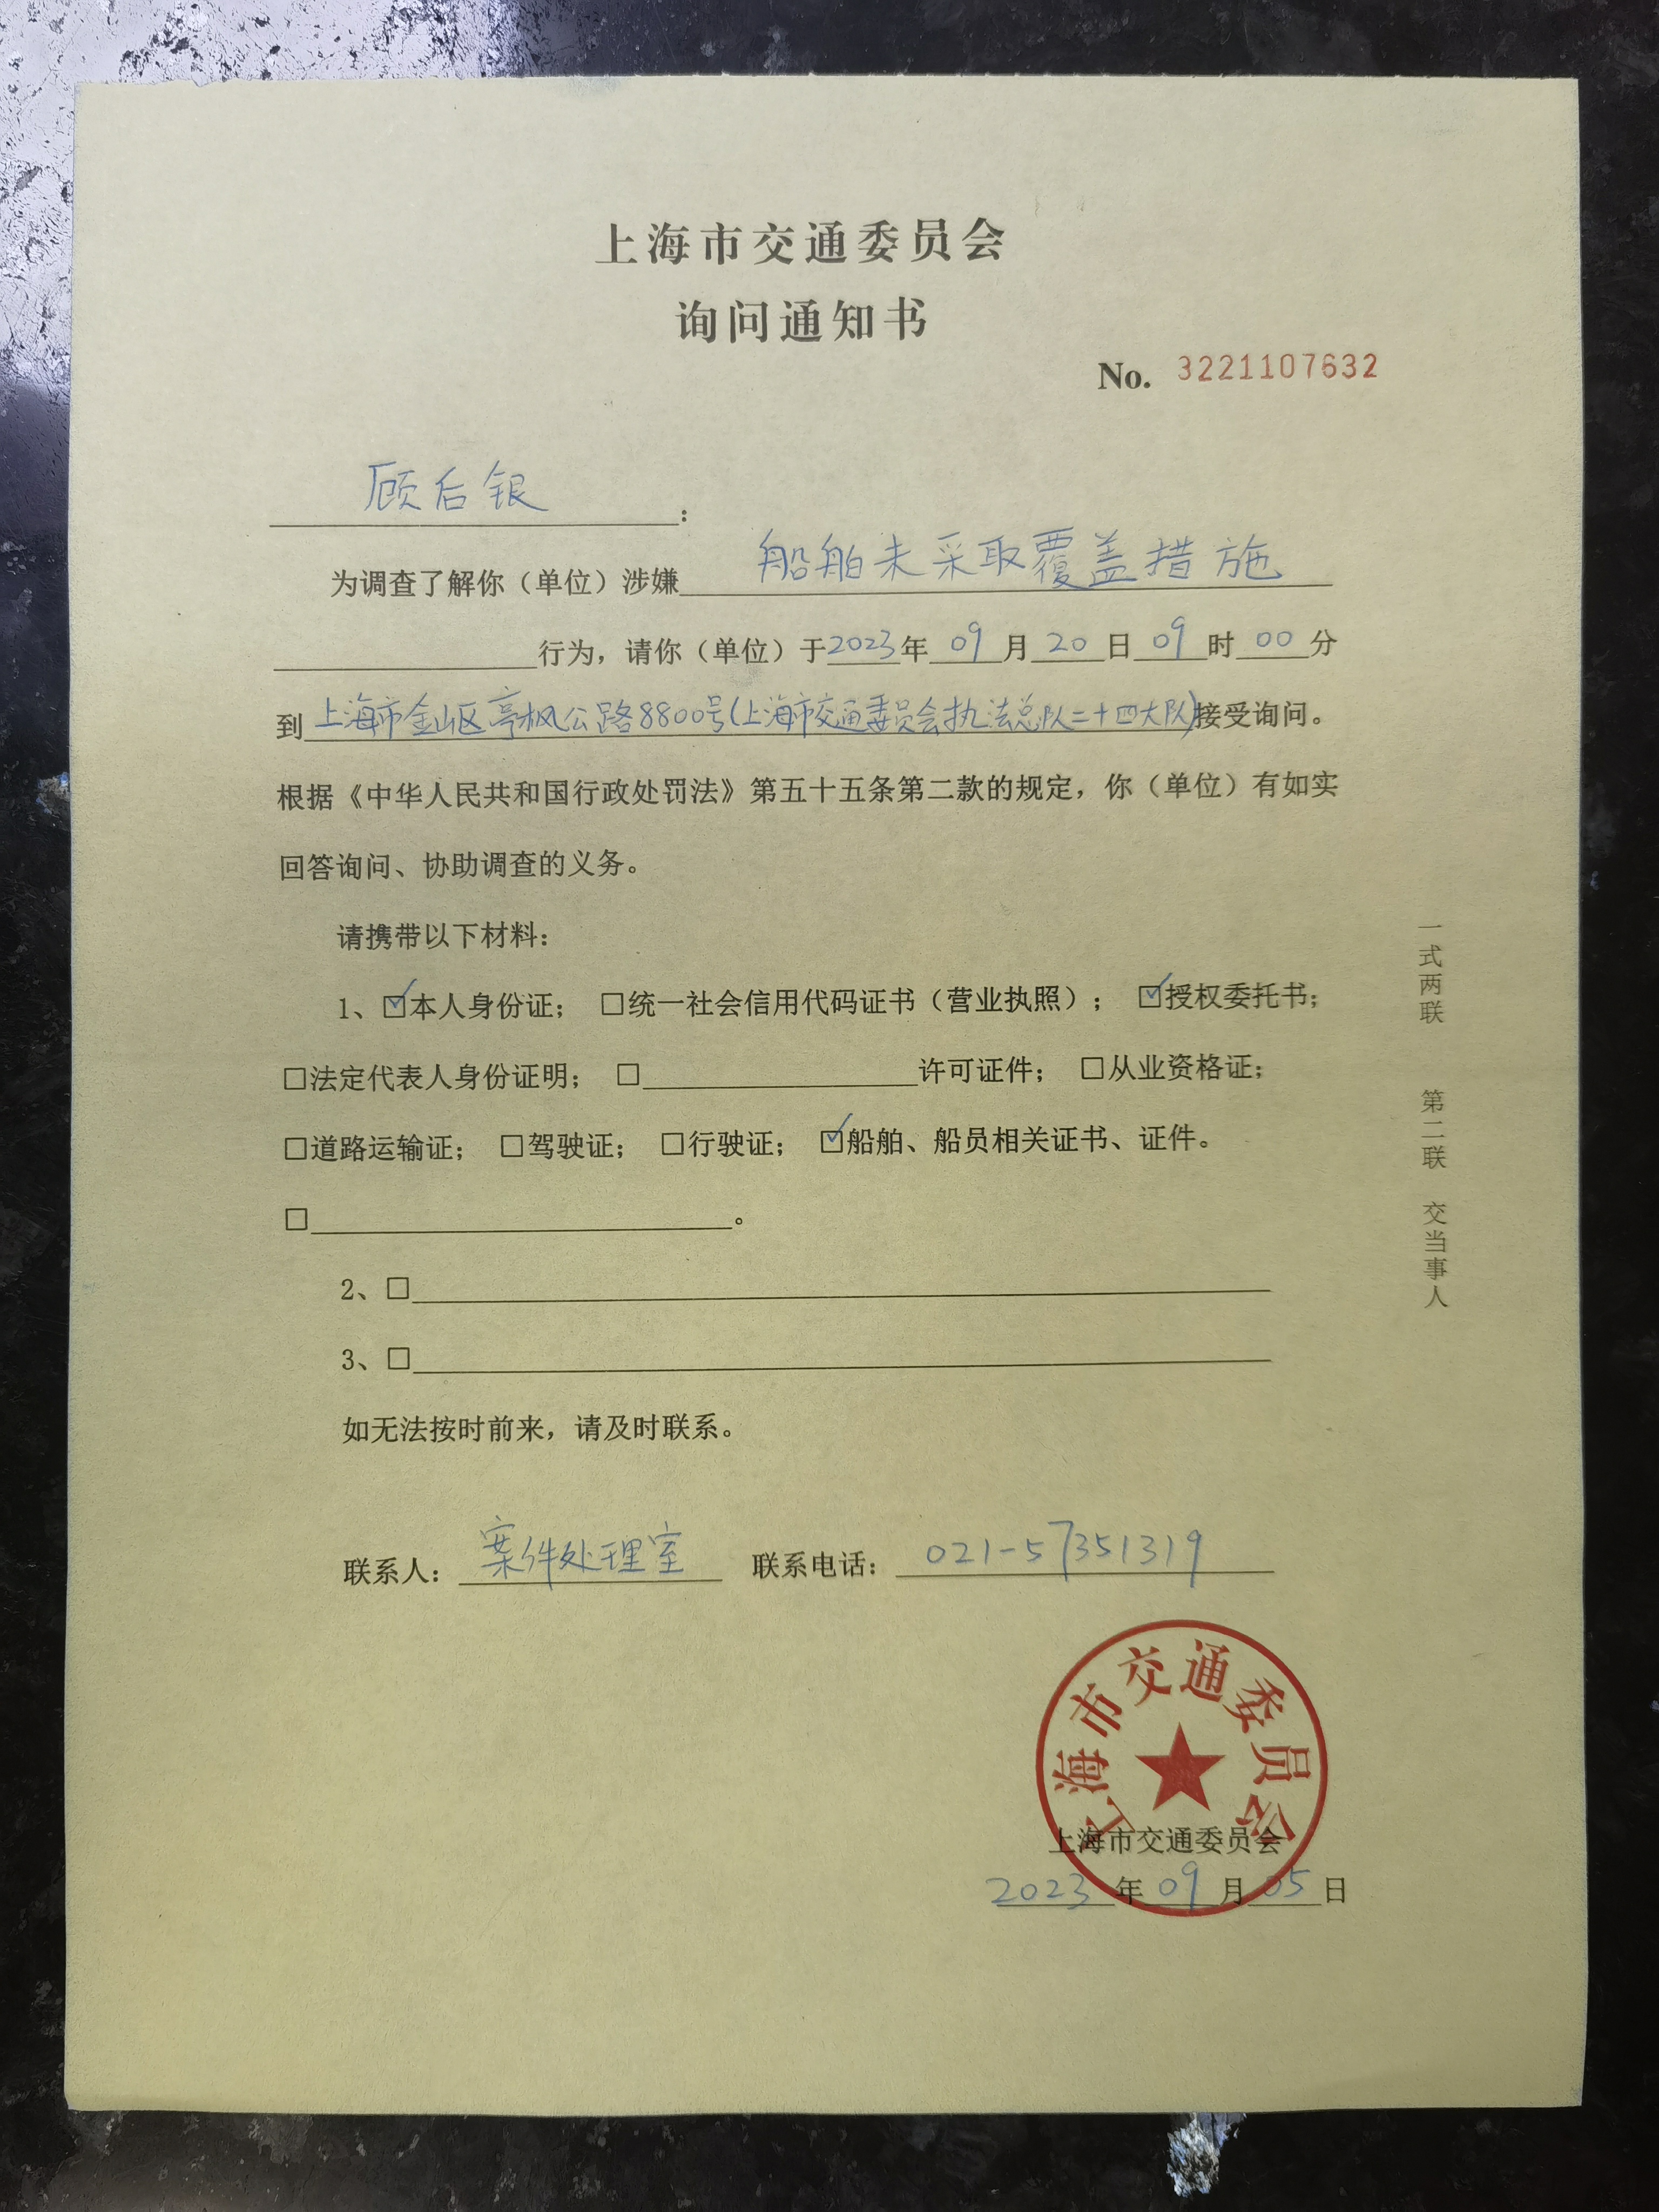 上海市交通委员会
询问通知书
No. 3221107632
顾后银：
为调查了解你（单位）涉嫌船舶未采取覆盖措施
行为，请你（单位）于2023年09月20日09时00分
到上海市金山区亭枫公路8800号(上海市交通委员会执法总队二十四大队)接受询问。
根据《中华人民共和国行政处罚法》第五十五条第二款的规定，你（单位）有如实
回答询问、协助调查的义务。
请携带以下材料：
1、☑本人身份证； □统一社会信用代码证书（营业执照）； ☑授权委托书；
□法定代表人身份证明； □____许可证件； □从业资格证；
□道路运输证； □驾驶证； □行驶证； ☑船舶、船员相关证书、证件。
□____。
2、□____
3、□____
如无法按时前来，请及时联系。
联系人：案件处理室 联系电话：021-57351319
上海市交通委员会
上海市交通委员会
2023年09月05日
一式两联 第二联 交当事人